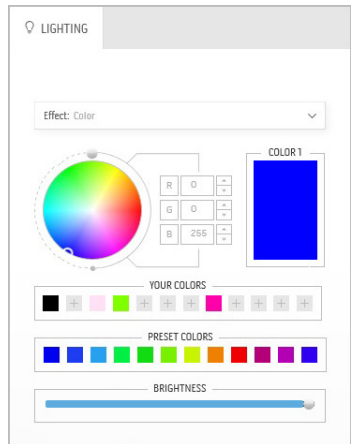 LIGHTING
Effect: Color
COLOR 1
R 0
G 0
B 255
YOUR COLORS
PRESET COLORS
BRIGHTNESS